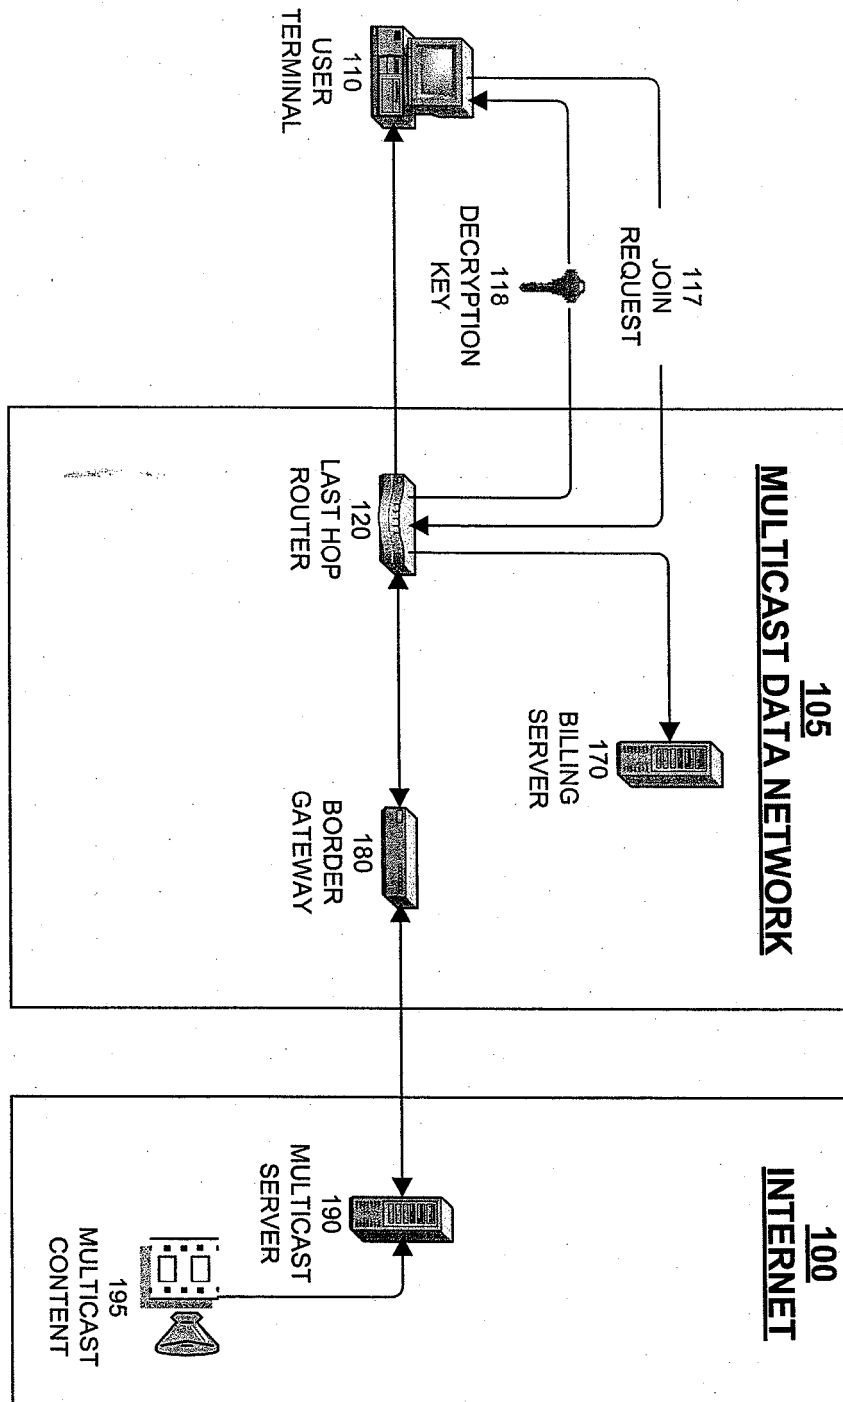 105
MULTICAST DATA NETWORK
100
INTERNET
117
JOIN
REQUEST
118
DECRYPTION
KEY
170
BILLING
SERVER
110
USER
TERMINAL
120
LAST HOP
ROUTER
180
BORDER
GATEWAY
190
MULTICAST
SERVER
195
MULTICAST
CONTENT